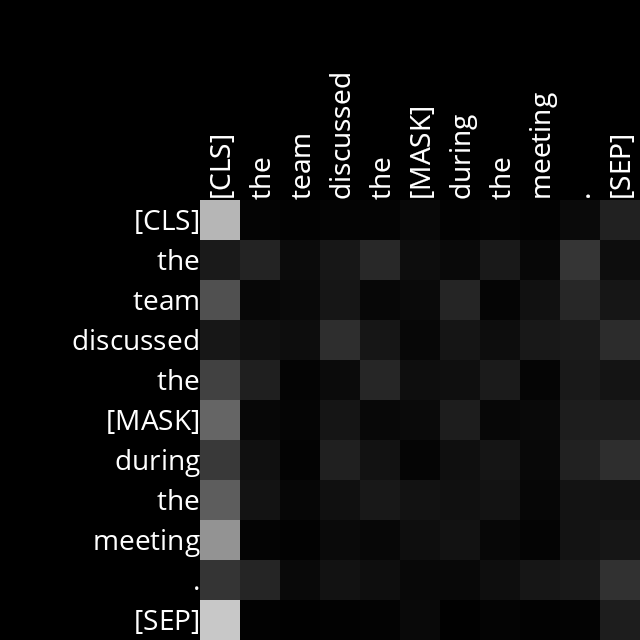 [CLS]
the
team
discussed
the
[MASK]
during
the
meeting
.
[SEP]
[CLS]
the
team
discussed
the
[MASK]
during
the
meeting
.
[SEP]